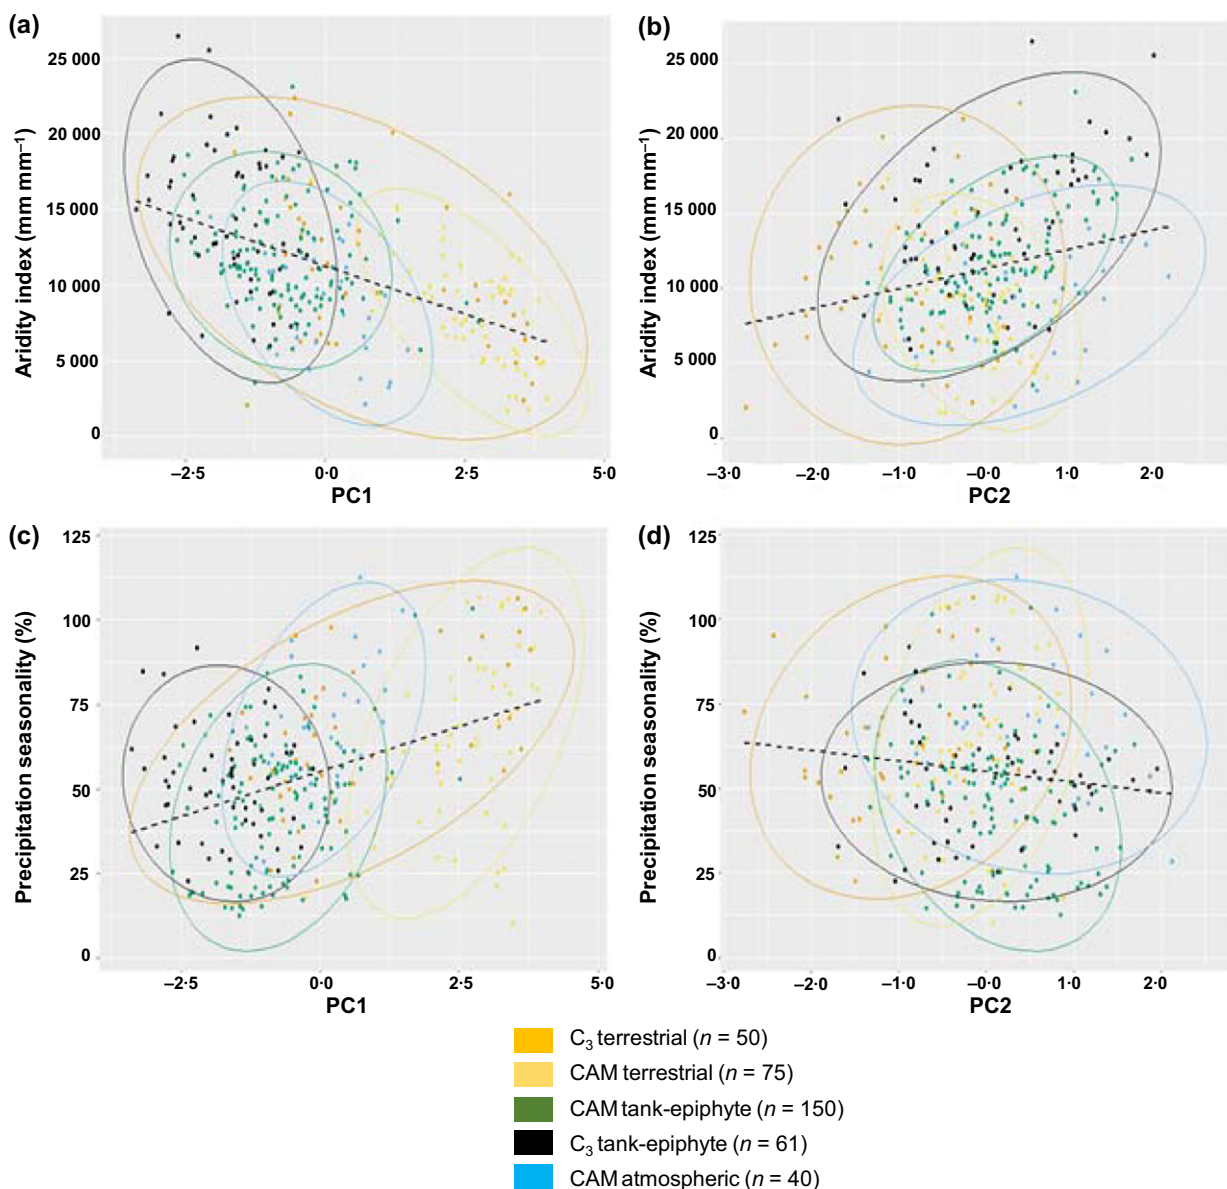 (a)
25 000
20 000
15 000
10 000
5 000
0
Aridity index (mm mm⁻¹)
–2·5
0·0
2·5
5·0
PC1
(b)
25 000
20 000
15 000
10 000
5 000
0
Aridity index (mm mm⁻¹)
–3·0
–2·0
–1·0
–0·0
1·0
2·0
PC2
(c)
125
100
75
50
25
0
Precipitation seasonality (%)
–2·5
0·0
2·5
5·0
PC1
(d)
125
100
75
50
25
0
Precipitation seasonality (%)
–3·0
–2·0
–1·0
–0·0
1·0
2·0
PC2
C₃ terrestrial (n = 50)
CAM terrestrial (n = 75)
CAM tank-epiphyte (n = 150)
C₃ tank-epiphyte (n = 61)
CAM atmospheric (n = 40)